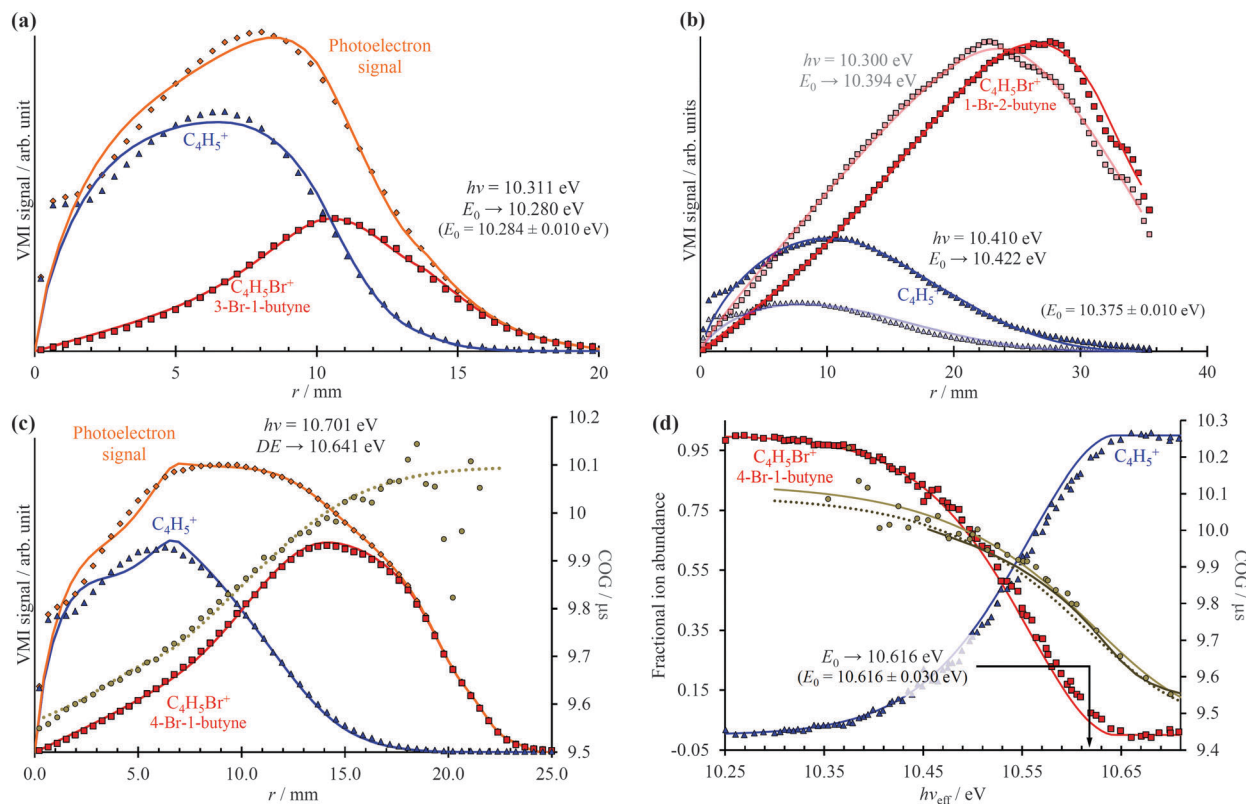 (a)
Photoelectron
signal
C₄H₅⁺
hν = 10.311 eV
E₀ → 10.280 eV
(E₀ = 10.284 ± 0.010 eV)
C₄H₅Br⁺
3-Br-1-butyne
VMI signal / arb. unit
0 5 10 15 20
r / mm
(b)
hν = 10.300 eV
E₀ → 10.394 eV
C₄H₅Br⁺
1-Br-2-butyne
hν = 10.410 eV
E₀ → 10.422 eV
C₄H₅⁺
(E₀ = 10.375 ± 0.010 eV)
VMI signal / arb. units
0 10 20 30 40
r / mm
(c)
Photoelectron
signal
hν = 10.701 eV
DE → 10.641 eV
C₄H₅⁺
C₄H₅Br⁺
4-Br-1-butyne
VMI signal / arb. unit
10.2
10.1
10
9.9
9.8
9.7
9.6
9.5
COG / µs
0.0 5.0 10.0 15.0 20.0 25.0
r / mm
(d)
C₄H₅Br⁺
4-Br-1-butyne
C₄H₅⁺
E₀ → 10.616 eV
(E₀ = 10.616 ± 0.030 eV)
Fractional ion abundance
0.95
0.75
0.55
0.35
0.15
-0.05
10.3
10.2
10.1
10.0
9.9
9.8
9.7
9.6
9.5
9.4
COG / µs
10.25 10.35 10.45 10.55 10.65
hνeff / eV